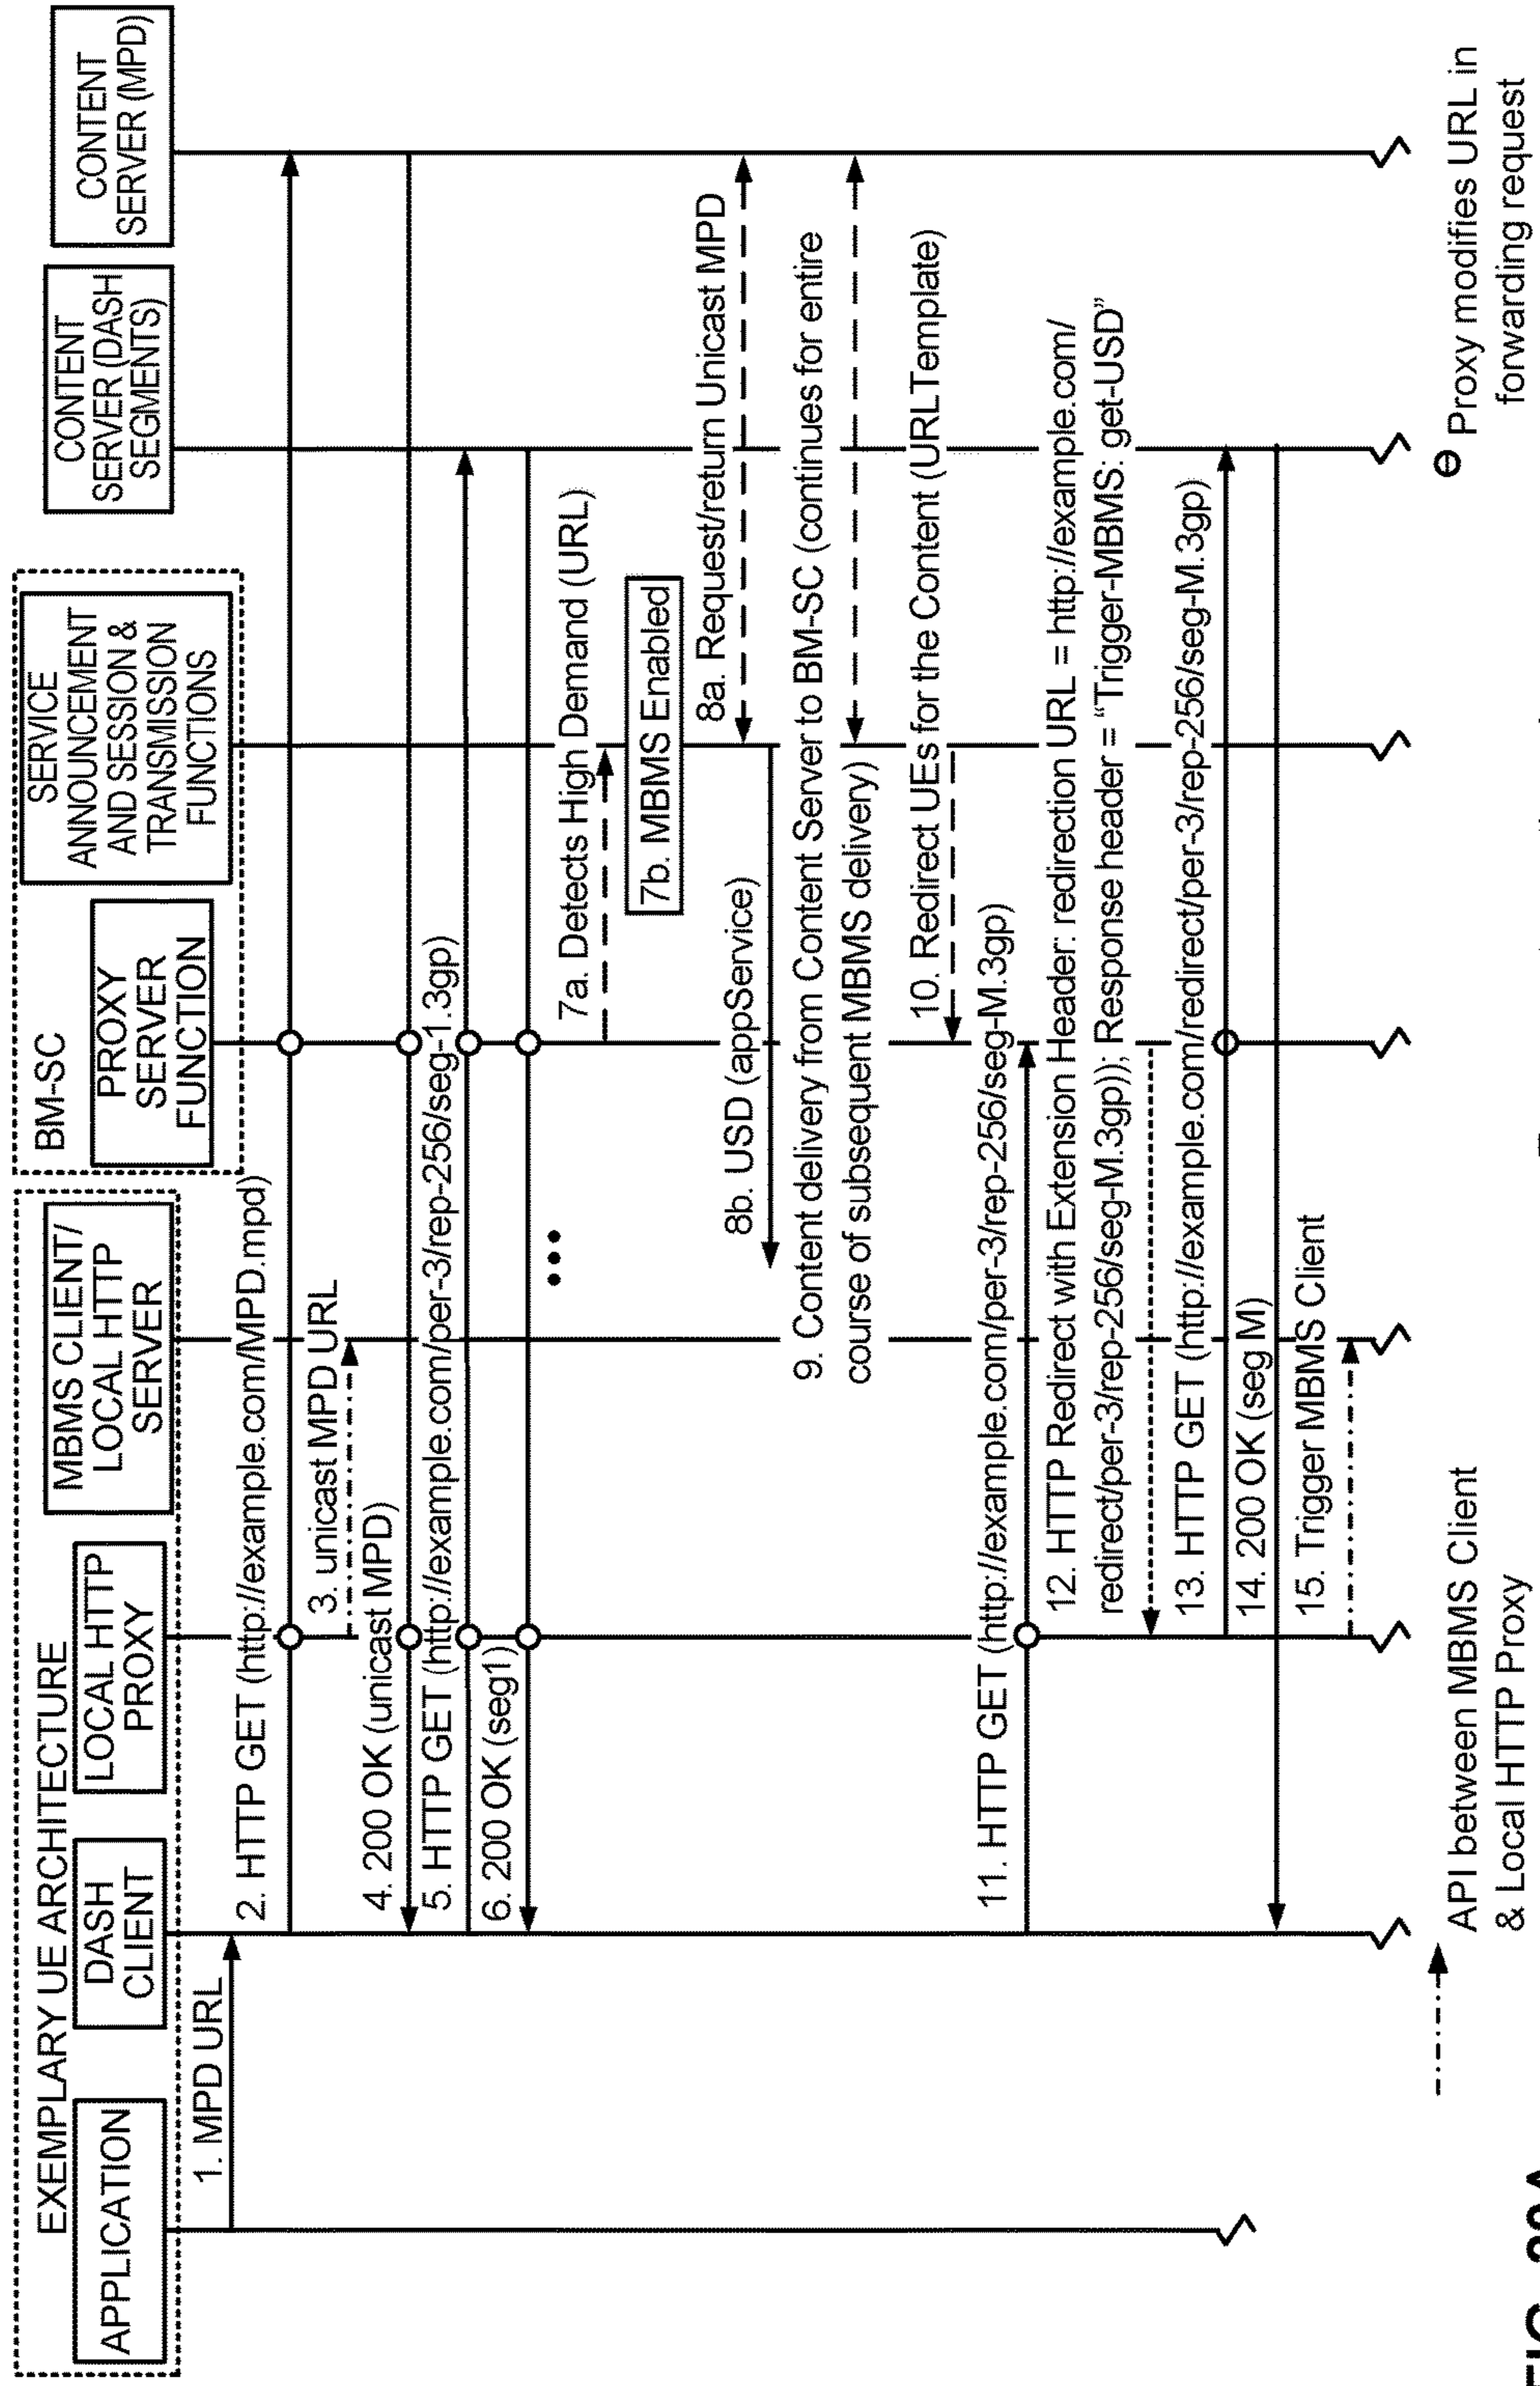 EXEMPLARY UE ARCHITECTURE
APPLICATION
DASH
CLIENT
LOCAL HTTP
PROXY
MBMS CLIENT/
LOCAL HTTP
SERVER
BM-SC
PROXY
SERVER
FUNCTION
SERVICE
ANNOUNCEMENT
AND SESSION &
TRANSMISSION
FUNCTIONS
CONTENT
SERVER (DASH
SEGMENTS)
CONTENT
SERVER (MPD)
1. MPD URL
2. HTTP GET (http://example.com/MPD.mpd)
3. unicast MPD URL
4. 200 OK (unicast MPD)
5. HTTP GET (http://example.com/per-3/rep-256/seg-1.3gp)
6. 200 OK (seg1)
•••
7a. Detects High Demand (URL)
7b. MBMS Enabled
8a. Request/return Unicast MPD
8b. USD (appService)
9. Content delivery from Content Server to BM-SC (continues for entire
course of subsequent MBMS delivery)
10. Redirect UEs for the Content (URLTemplate)
11. HTTP GET (http://example.com/per-3/rep-256/seg-M.3gp)
12. HTTP Redirect with Extension Header: redirection URL = http://example.com/
redirect/per-3/rep-256/seg-M.3gp)); Response header = “Trigger-MBMS: get-USD”
13. HTTP GET (http://example.com/redirect/per-3/rep-256/seg-M.3gp)
14. 200 OK (seg M)
15. Trigger MBMS Client
API between MBMS Client
& Local HTTP Proxy
Proxy modifies URL in
forwarding request